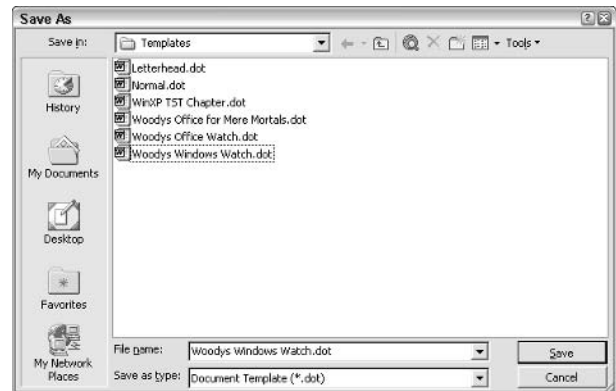 Save As
Save in:
Templates
Tools
Letterhead.dot
Normal.dot
WinXP TST Chapter.dot
Woodys Office for Mere Mortals.dot
Woodys Office Watch.dot
Woodys Windows Watch.dot
History
My Documents
Desktop
Favorites
My Network
Places
File name:
Woodys Windows Watch.dot
Save
Save as type:
Document Template (*.dot)
Cancel